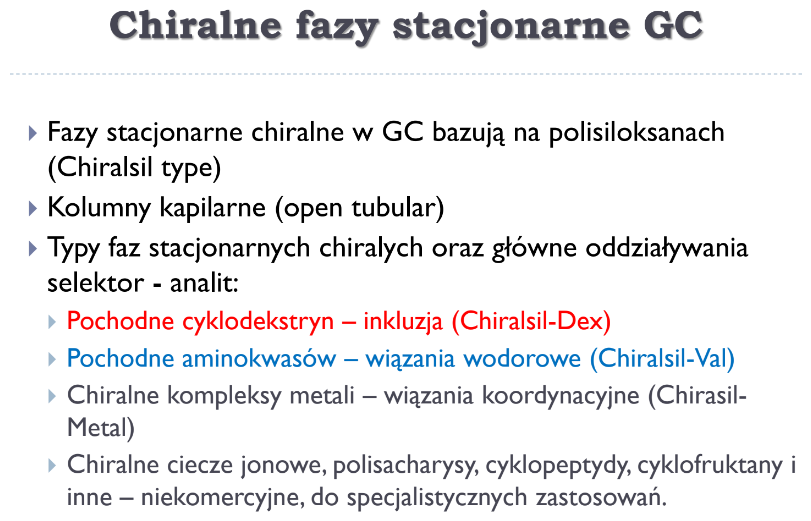 Chiralne fazy stacjonarne GC
Fazy stacjonarne chiralne w GC bazują na polisiloksanach
(Chiralsil type)
Kolumny kapilarne (open tubular)
Typy faz stacjonarnych chiralych oraz główne oddziaływania
selektor - analit:
Pochodne cyklodekstryn – inkluzja (Chiralsil-Dex)
Pochodne aminokwasów – wiązania wodorowe (Chiralsil-Val)
Chiralne kompleksy metali – wiązania koordynacyjne (Chirasil-
Metal)
Chiralne ciecze jonowe, polisacharysy, cyklopeptydy, cyklofruktany i
inne – niekomercyjne, do specjalistycznych zastosowań.